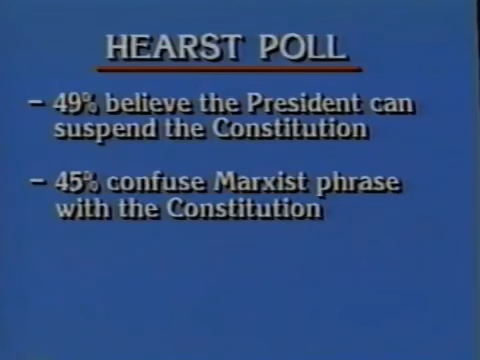 HEARST POLL
- 49% believe the President can
suspend the Constitution
- 45% confuse Marxist phrase
with the Constitution